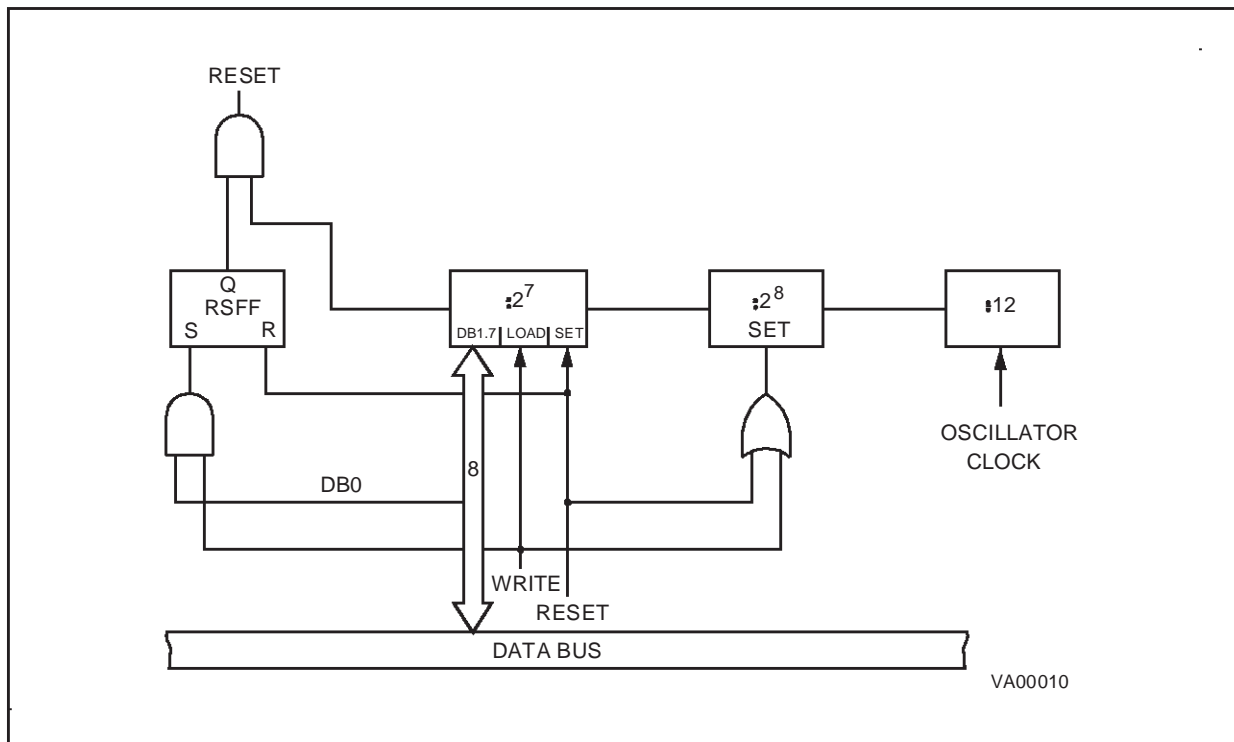 RESET
Q
RSFF
S R
:2⁷
DB1.7 LOAD SET
:2⁸
SET
:12
OSCILLATOR
CLOCK
8
DB0
WRITE
RESET
DATA BUS
VA00010